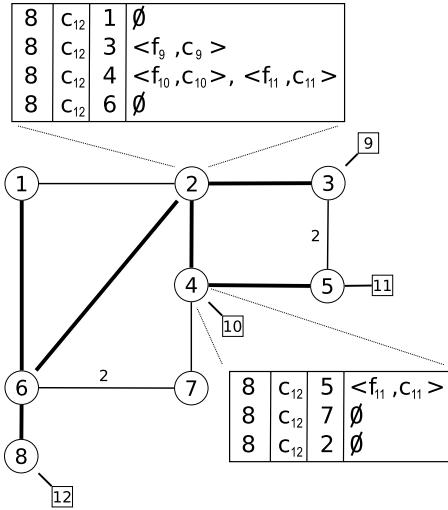 8 c₁₂ 1 Ø
8 c₁₂ 3 <f₉ ,c₉ >
8 c₁₂ 4 <f₁₀ ,c₁₀>, <f₁₁ ,c₁₁>
8 c₁₂ 6 Ø
9
1 2 3
2
4 5 11
10
2
6 7
8 c₁₂ 5 <f₁₁ ,c₁₁>
8 c₁₂ 7 Ø
8 c₁₂ 2 Ø
8
12